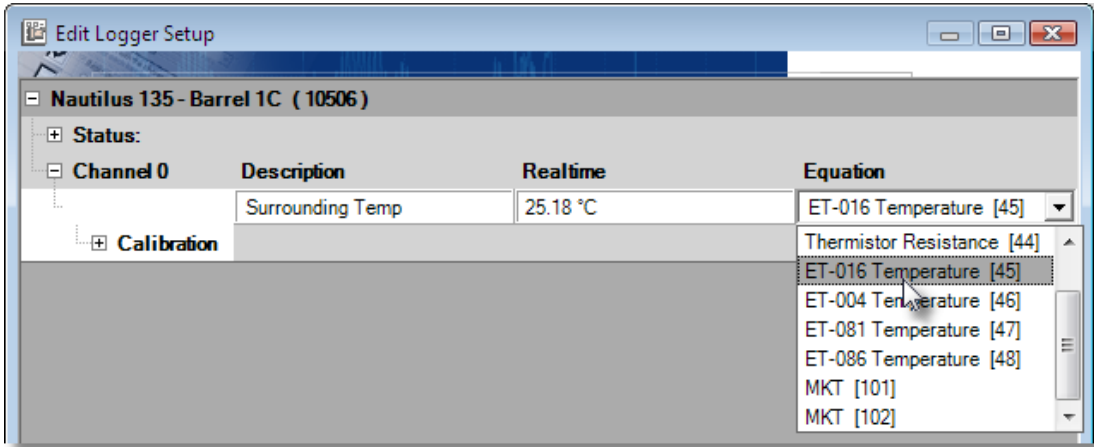 Edit Logger Setup
Nautilus 135 - Barrel 1C ( 10506 )
Status:
Channel 0 Description Realtime Equation
Surrounding Temp 25.18 °C ET-016 Temperature [45]
Calibration
Thermistor Resistance [44]
ET-016 Temperature [45]
ET-004 Temperature [46]
ET-081 Temperature [47]
ET-086 Temperature [48]
MKT [101]
MKT [102]